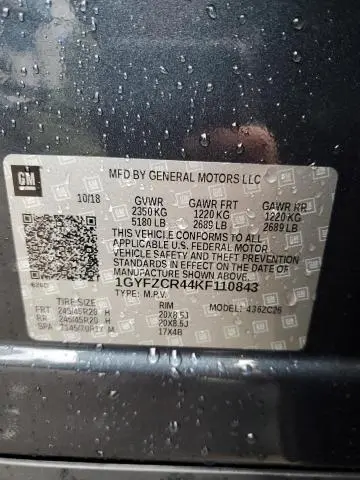 GM
MFD BY GENERAL MOTORS LLC
10/18 GVWR GAWR FRT GAWR RR
2350 KG 1220 KG 1220 KG
5180 LB 2689 LB 2689 LB
THIS VEHICLE CONFORMS TO ALL
APPLICABLE U.S. FEDERAL MOTOR
VEHICLE SAFETY AND THEFT
PREVENTION STANDARDS IN EFFECT
ON THE DATE OF MANUFACTURE
SHOWN ABOVE.
1GYFZCR44KF110843
TYPE: M.P.V. MODEL: 4362C26
TIRE SIZE RIM
FRT 245/45R20 H 20X8.5J
RR 245/45R20 H 20X8.5J
SPA T145/70R17 M 17X4B